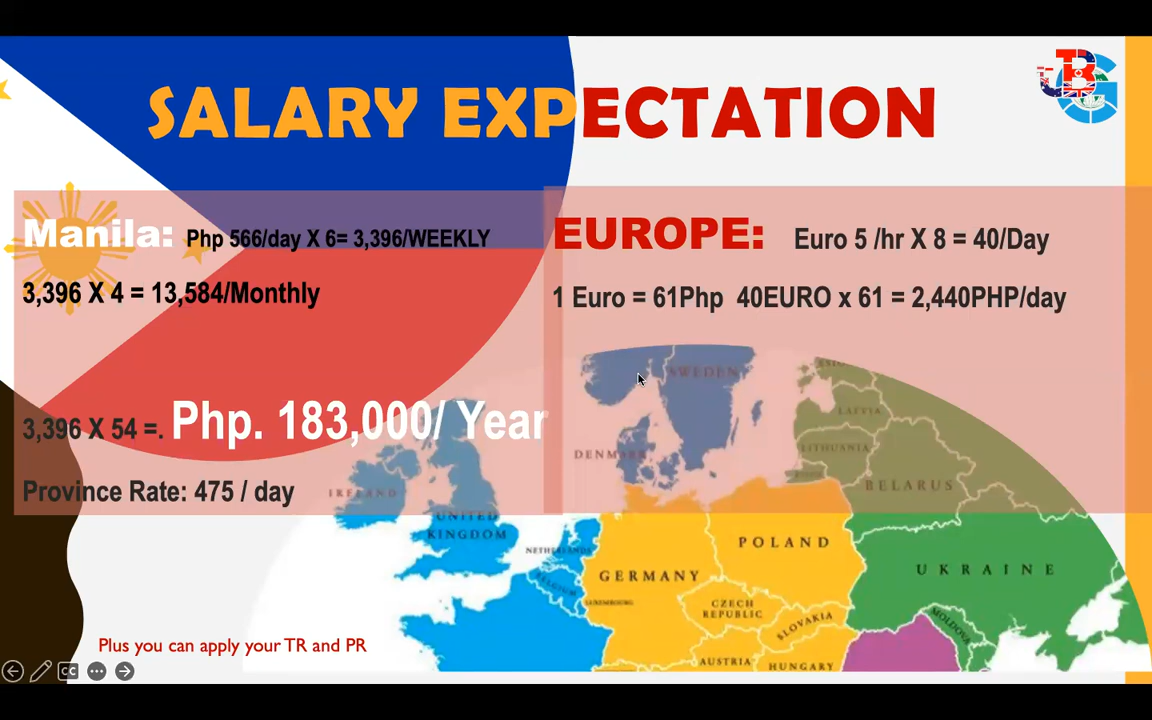 SALARY EXPECTATION
Manila: Php 566/day X 6= 3,396/WEEKLY
3,396 X 4 = 13,584/Monthly
3,396 X 54 =. Php. 183,000/ Year
Province Rate: 475 / day
EUROPE: Euro 5 /hr X 8 = 40/Day
1 Euro = 61Php 40EURO x 61 = 2,440PHP/day
SWEDEN
LATVIA
LITHUANIA
DENMARK
BELARUS
IRELAND
UNITED
KINGDOM
NETHERLANDS
BELGIUM
LUXEMBOURG
GERMANY
POLAND
UKRAINE
CZECH
REPUBLIC
SLOVAKIA
MOLDOVA
AUSTRIA
HUNGARY
Plus you can apply your TR and PR
CC